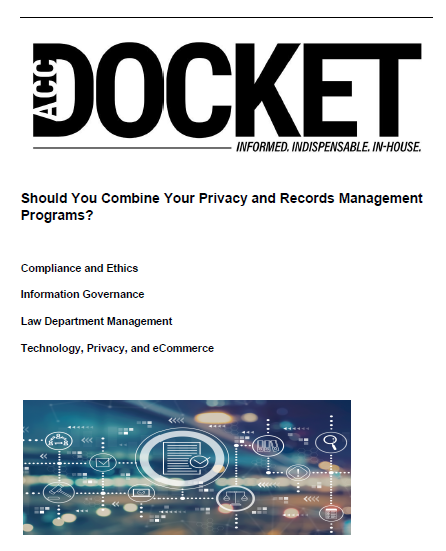 ACC
DOCKET
INFORMED. INDISPENSABLE. IN-HOUSE.
Should You Combine Your Privacy and Records Management
Programs?
Compliance and Ethics
Information Governance
Law Department Management
Technology, Privacy, and eCommerce